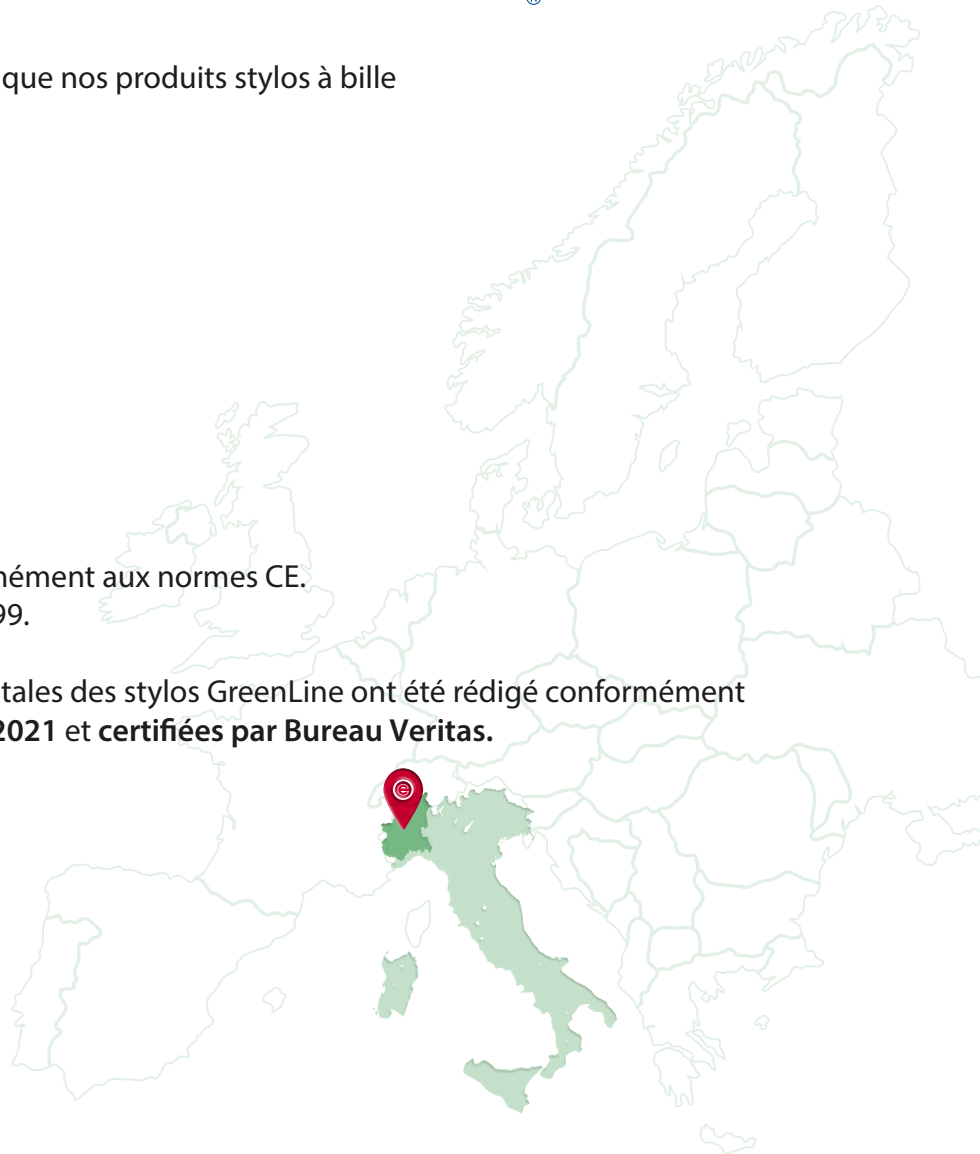 ®
que nos produits stylos à bille
nément aux normes CE.
99.
tales des stylos GreenLine ont été rédigé conformément
2021 et certifiées par Bureau Veritas.
e